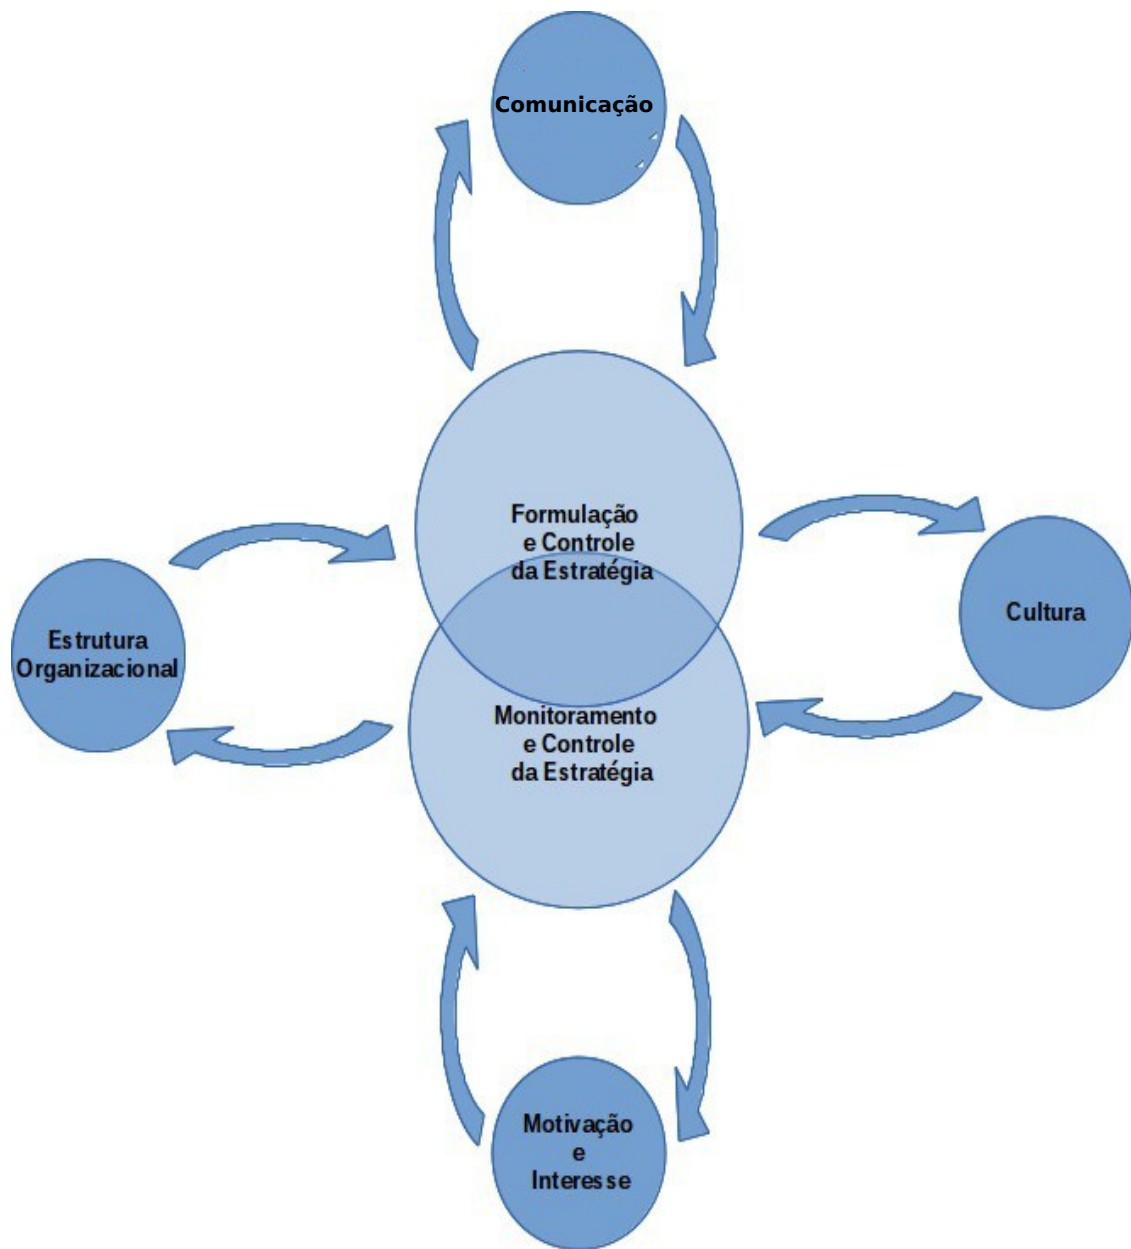 Comunicação
Formulação
e Controle
da Estratégia
Estrutura
Organizacional
Cultura
Monitoramento
e Controle
da Estratégia
Motivação
e
Interesse